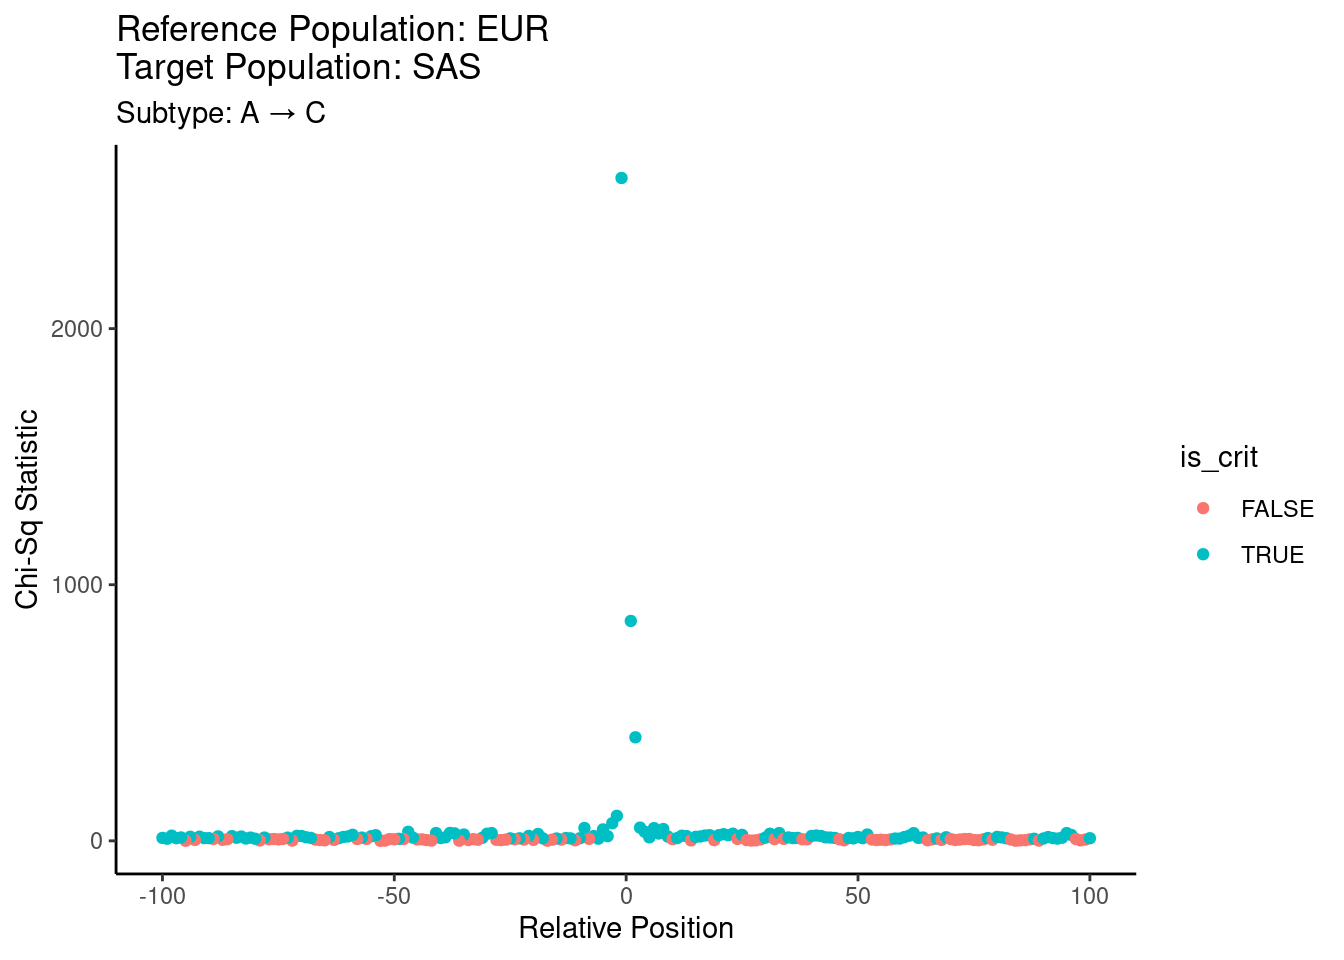 Reference Population: EUR
Target Population: SAS
Subtype: A → C
Chi-Sq Statistic
2000
1000
0
-100
-50
0
50
100
Relative Position
is_crit
FALSE
TRUE